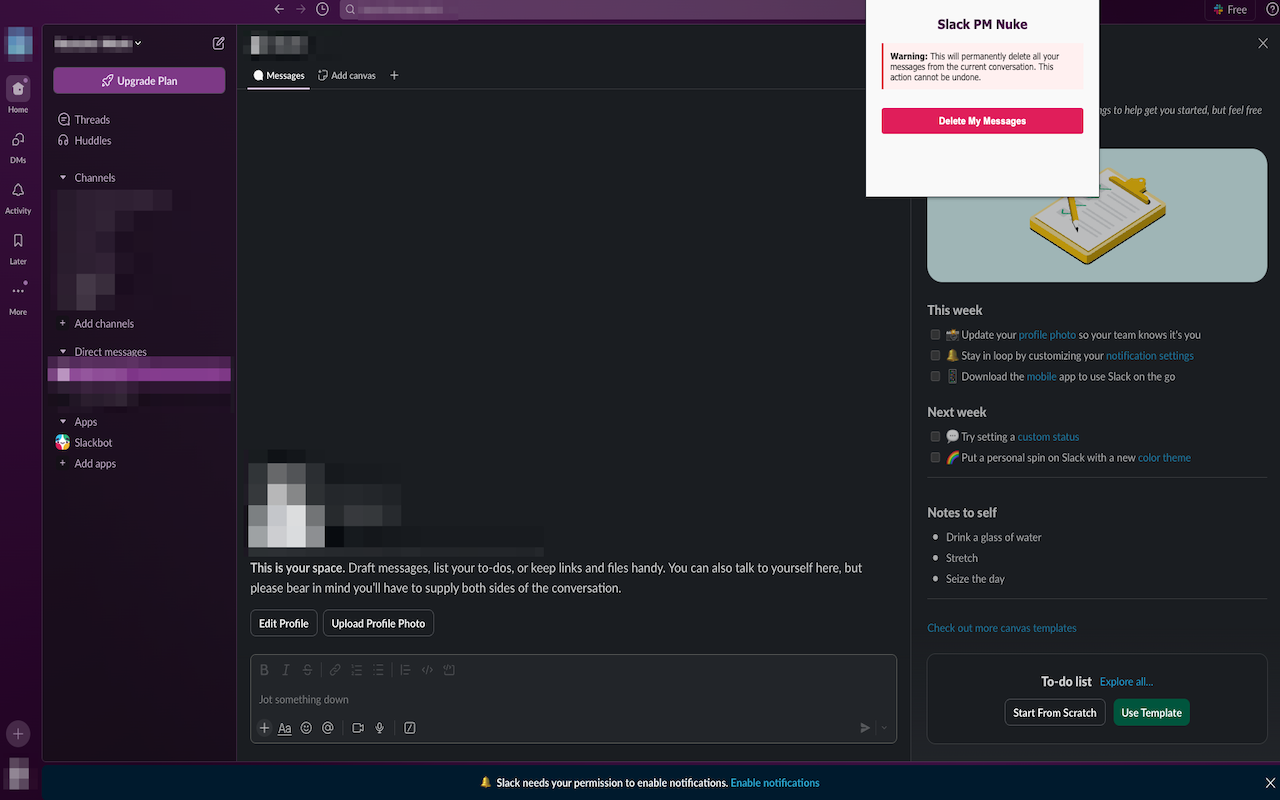 Free
Slack PM Nuke
Warning: This will permanently delete all your
messages from the current conversation. This
action cannot be undone.
Delete My Messages
Home
DMs
Activity
Later
More
Upgrade Plan
Threads
Huddles
Channels
Add channels
Direct messages
Apps
Slackbot
Add apps
Messages
Add canvas
This is your space. Draft messages, list your to-dos, or keep links and files handy. You can also talk to yourself here, but
please bear in mind you'll have to supply both sides of the conversation.
Edit Profile
Upload Profile Photo
Jot something down
Aa
to help get you started, but feel free
This week
Update your profile photo so your team knows it's you
Stay in loop by customizing your notification settings
Download the mobile app to use Slack on the go
Next week
Try setting a custom status
Put a personal spin on Slack with a new color theme
Notes to self
Drink a glass of water
Stretch
Seize the day
Check out more canvas templates
To-do list Explore all...
Start From Scratch
Use Template
Slack needs your permission to enable notifications. Enable notifications